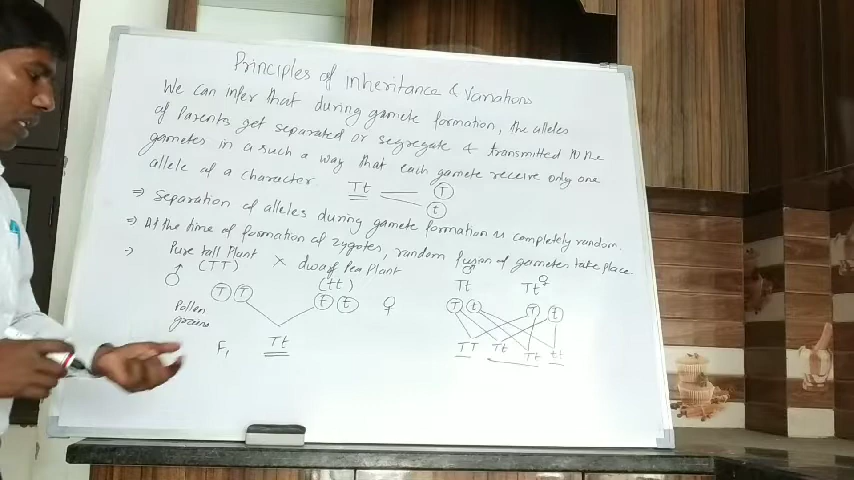 Principles of Inheritance & Variations
We can infer that during gamete formation, the alleles
of Parents get separated or segregate & transmitted to the
gametes in a such a way that each gamete receive only one
allele of a character.
Tt T
t
⇒ Separation of alleles during gamete formation is completely random.
⇒ At the time of formation of zygotes, random fusion of gametes take place
→ Pure tall Plant × dwarf Pea Plant
♂ (TT) (tt) ♀
T T t t
Pollen
grains
F₁ Tt
♂ ♀
Tt Tt
T t T t
TT Tt Tt tt